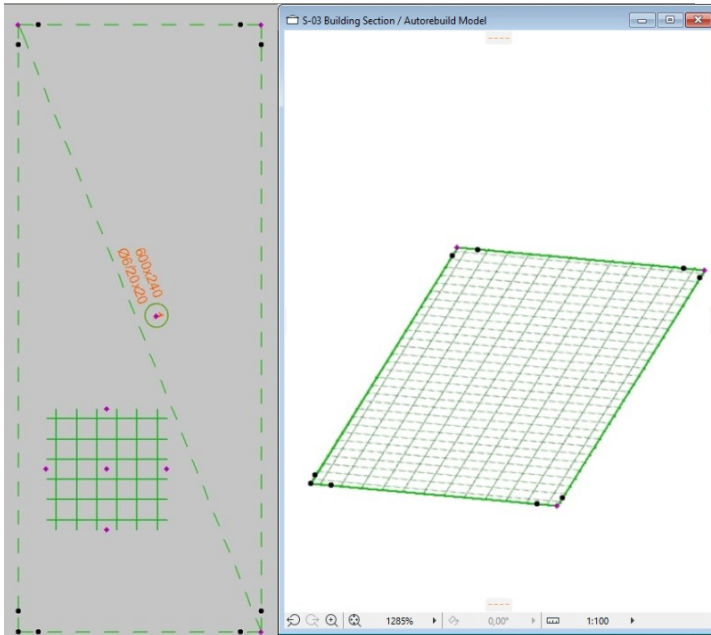 600x240
Ø6/20x20
S-03 Building Section / Autorebuild Model
1285%
0,00°
1:100